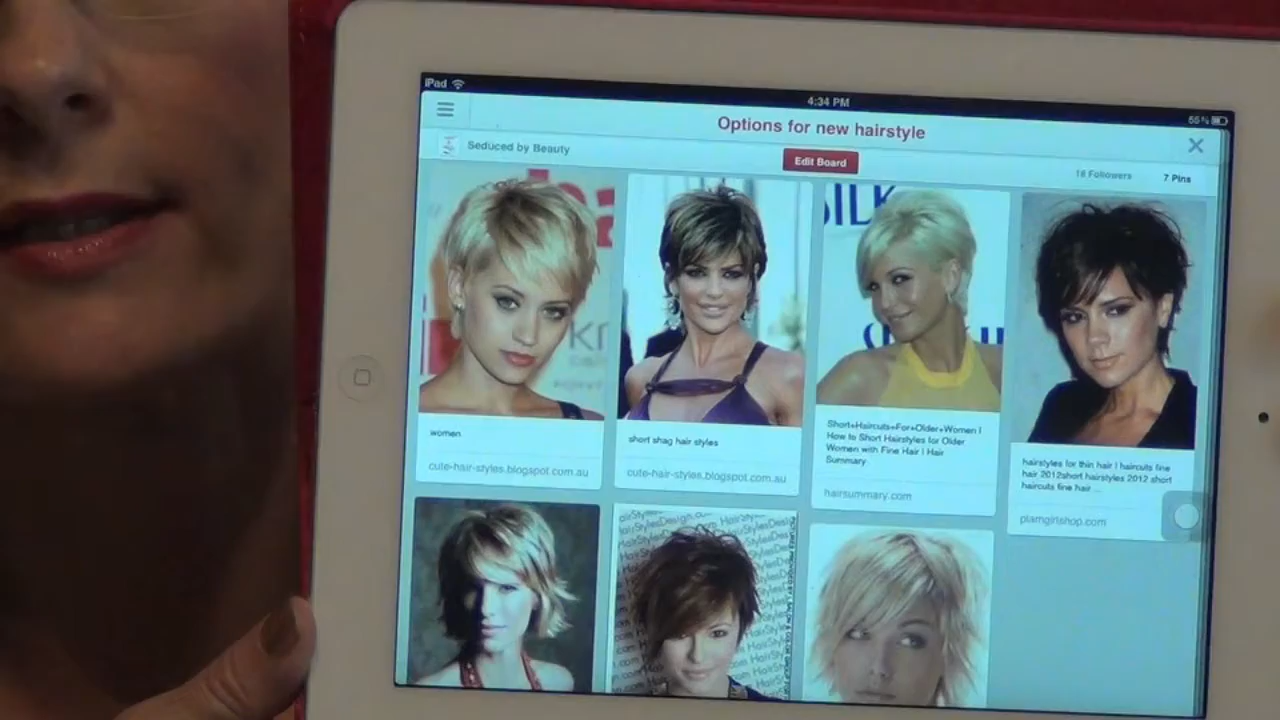 iPad
4:34 PM
55%
Options for new hairstyle
Seduced by Beauty
Edit Board
16 Followers
7 Pins
SILK
women
cute-hair-styles.blogspot.com.au
short shag hair styles
cute-hair-styles.blogspot.com.au
Short+Haircuts+For+Older+Women |
How to Short Hairstyles for Older
Women with Fine Hair | Hair
Summary
hairsummary.com
hairstyles for thin hair | haircuts fine
hair 2012short hairstyles 2012 short
haircuts fine hair ...
plamgirlshop.com
HairStylesDesign.com